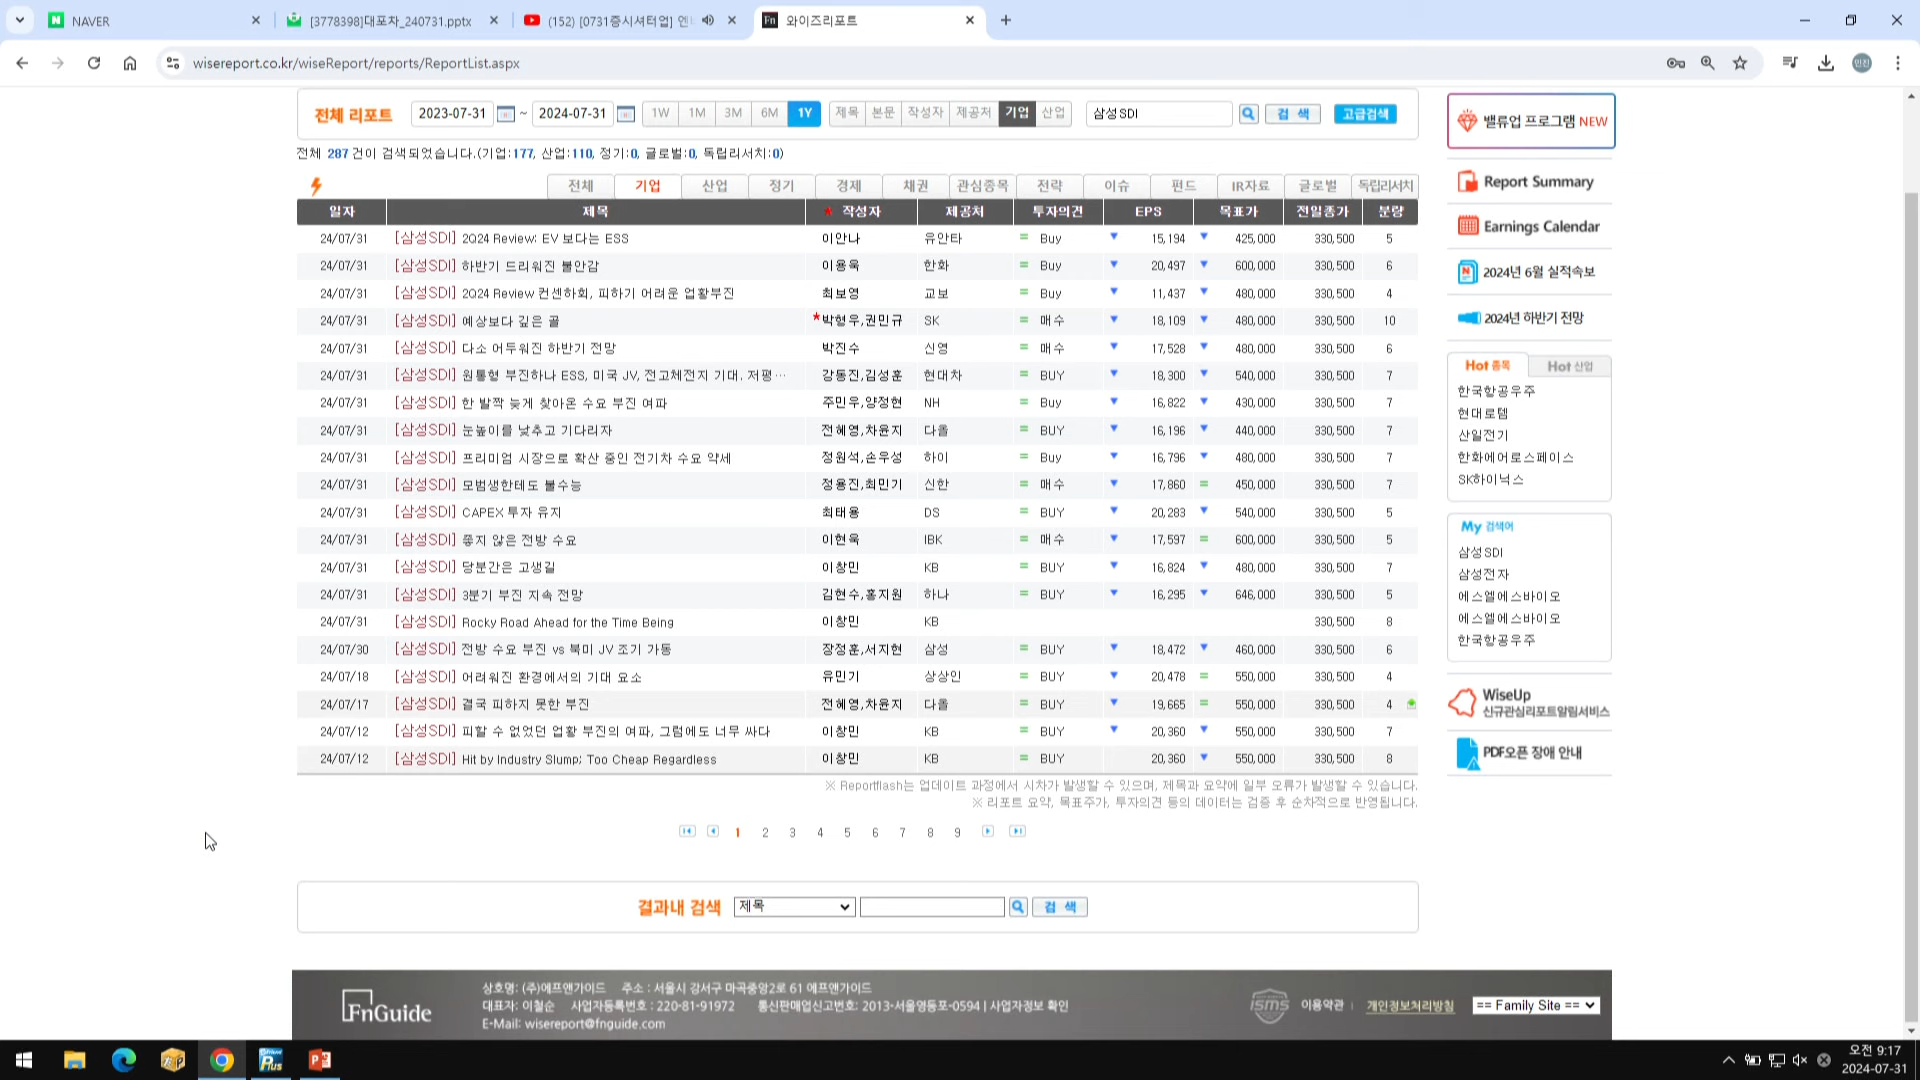 NAVER
[3778398]대포차_240731.pptx
(152) [0731증시셔터업]
와이즈리포트
wisereport.co.kr/wiseReport/reports/ReportList.aspx
전체 리포트 2023-07-31 ~ 2024-07-31 1W 1M 3M 6M 1Y 제목 본문 작성자 제공처 기업 산업 삼성SDI 검 색 고급검색
전체 287 건이 검색되었습니다.(기업:177, 산업:110, 정기:0, 글로벌:0, 독립리서치:0)
전체 기업 산업 정기 경제 채권 관심종목 전략 이슈 펀드 IR자료 글로벌 독립리서치
일자 제목 * 작성자 제공처 투자의견 EPS 목표가 전일종가 분량
24/07/31 [삼성SDI] 2Q24 Review: EV 보다는 ESS 이안나 유안타 = Buy ▼ 15,194 ▼ 425,000 330,500 5
24/07/31 [삼성SDI] 하반기 드리워진 불안감 이용욱 한화 = Buy ▼ 20,497 ▼ 600,000 330,500 6
24/07/31 [삼성SDI] 2Q24 Review 컨센하회, 피하기 어려운 업황부진 최보영 교보 = Buy ▼ 11,437 ▼ 480,000 330,500 4
24/07/31 [삼성SDI] 예상보다 깊은 골 *박형우,권민규 SK = 매수 ▼ 18,109 ▼ 480,000 330,500 10
24/07/31 [삼성SDI] 다소 어두워진 하반기 전망 박진수 신영 = 매수 ▼ 17,528 ▼ 480,000 330,500 6
24/07/31 [삼성SDI] 원통형 부진하나 ESS, 미국 JV, 전고체전지 기대. 저평… 강동진,김성훈 현대차 = BUY ▼ 18,300 ▼ 540,000 330,500 7
24/07/31 [삼성SDI] 한 발짝 늦게 찾아온 수요 부진 여파 주민우,양정현 NH = Buy ▼ 16,822 ▼ 430,000 330,500 7
24/07/31 [삼성SDI] 눈높이를 낮추고 기다리자 전혜영,차윤지 다올 = BUY ▼ 16,196 ▼ 440,000 330,500 7
24/07/31 [삼성SDI] 프리미엄 시장으로 확산 중인 전기차 수요 약세 정원석,손우성 하이 = Buy ▼ 16,796 ▼ 480,000 330,500 7
24/07/31 [삼성SDI] 모범생한테도 불수능 정용진,최민기 신한 = 매수 ▼ 17,860 = 450,000 330,500 7
24/07/31 [삼성SDI] CAPEX 투자 유지 최태용 DS = BUY ▼ 20,283 ▼ 540,000 330,500 5
24/07/31 [삼성SDI] 좋지 않은 전방 수요 이현욱 IBK = 매수 ▼ 17,597 = 600,000 330,500 5
24/07/31 [삼성SDI] 당분간은 고생길 이창민 KB = BUY ▼ 16,824 ▼ 480,000 330,500 7
24/07/31 [삼성SDI] 3분기 부진 지속 전망 김현수,홍지원 하나 = BUY ▼ 16,295 ▼ 646,000 330,500 5
24/07/31 [삼성SDI] Rocky Road Ahead for the Time Being 이창민 KB 330,500 8
24/07/30 [삼성SDI] 전방 수요 부진 vs 북미 JV 조기 가동 장정훈,서지현 삼성 = BUY ▼ 18,472 ▼ 460,000 330,500 6
24/07/18 [삼성SDI] 어려워진 환경에서의 기대 요소 유민기 상상인 = BUY ▼ 20,478 = 550,000 330,500 4
24/07/17 [삼성SDI] 결국 피하지 못한 부진 전혜영,차윤지 다올 = BUY ▼ 19,665 = 550,000 330,500 4
24/07/12 [삼성SDI] 피할 수 없었던 업황 부진의 여파, 그럼에도 너무 싸다 이창민 KB = BUY ▼ 20,360 ▼ 550,000 330,500 7
24/07/12 [삼성SDI] Hit by Industry Slump; Too Cheap Regardless 이창민 KB = BUY 20,360 ▼ 550,000 330,500 8
※ Reportflash는 업데이트 과정에서 시차가 발생할 수 있으며, 제목과 요약에 일부 오류가 발생할 수 있습니다.
※ 리포트 요약, 목표주가, 투자의견 등의 데이터는 검증 후 순차적으로 반영됩니다.
1 2 3 4 5 6 7 8 9
결과내 검색 제목 검 색
밸류업 프로그램 NEW
Report Summary
Earnings Calendar
2024년 6월 실적속보
2024년 하반기 전망
Hot 종목 Hot 산업
한국항공우주
현대로템
산일전기
한화에어로스페이스
SK하이닉스
My 검색어
삼성SDI
삼성전자
에스엘에스바이오
에스엘에스바이오
한국항공우주
WiseUp
신규관심리포트알림서비스
PDF오픈 장애 안내
FnGuide
상호명: (주)에프앤가이드 주소 : 서울시 강서구 마곡중앙2로 61 에프앤가이드
대표자: 이철순 사업자등록번호 : 220-81-91972 통신판매업신고번호: 2013-서울영등포-0594 | 사업자정보 확인
E-Mail: wisereport@fnguide.com
isms 이용약관 | 개인정보처리방침 == Family Site ==
오전 9:17
2024-07-31